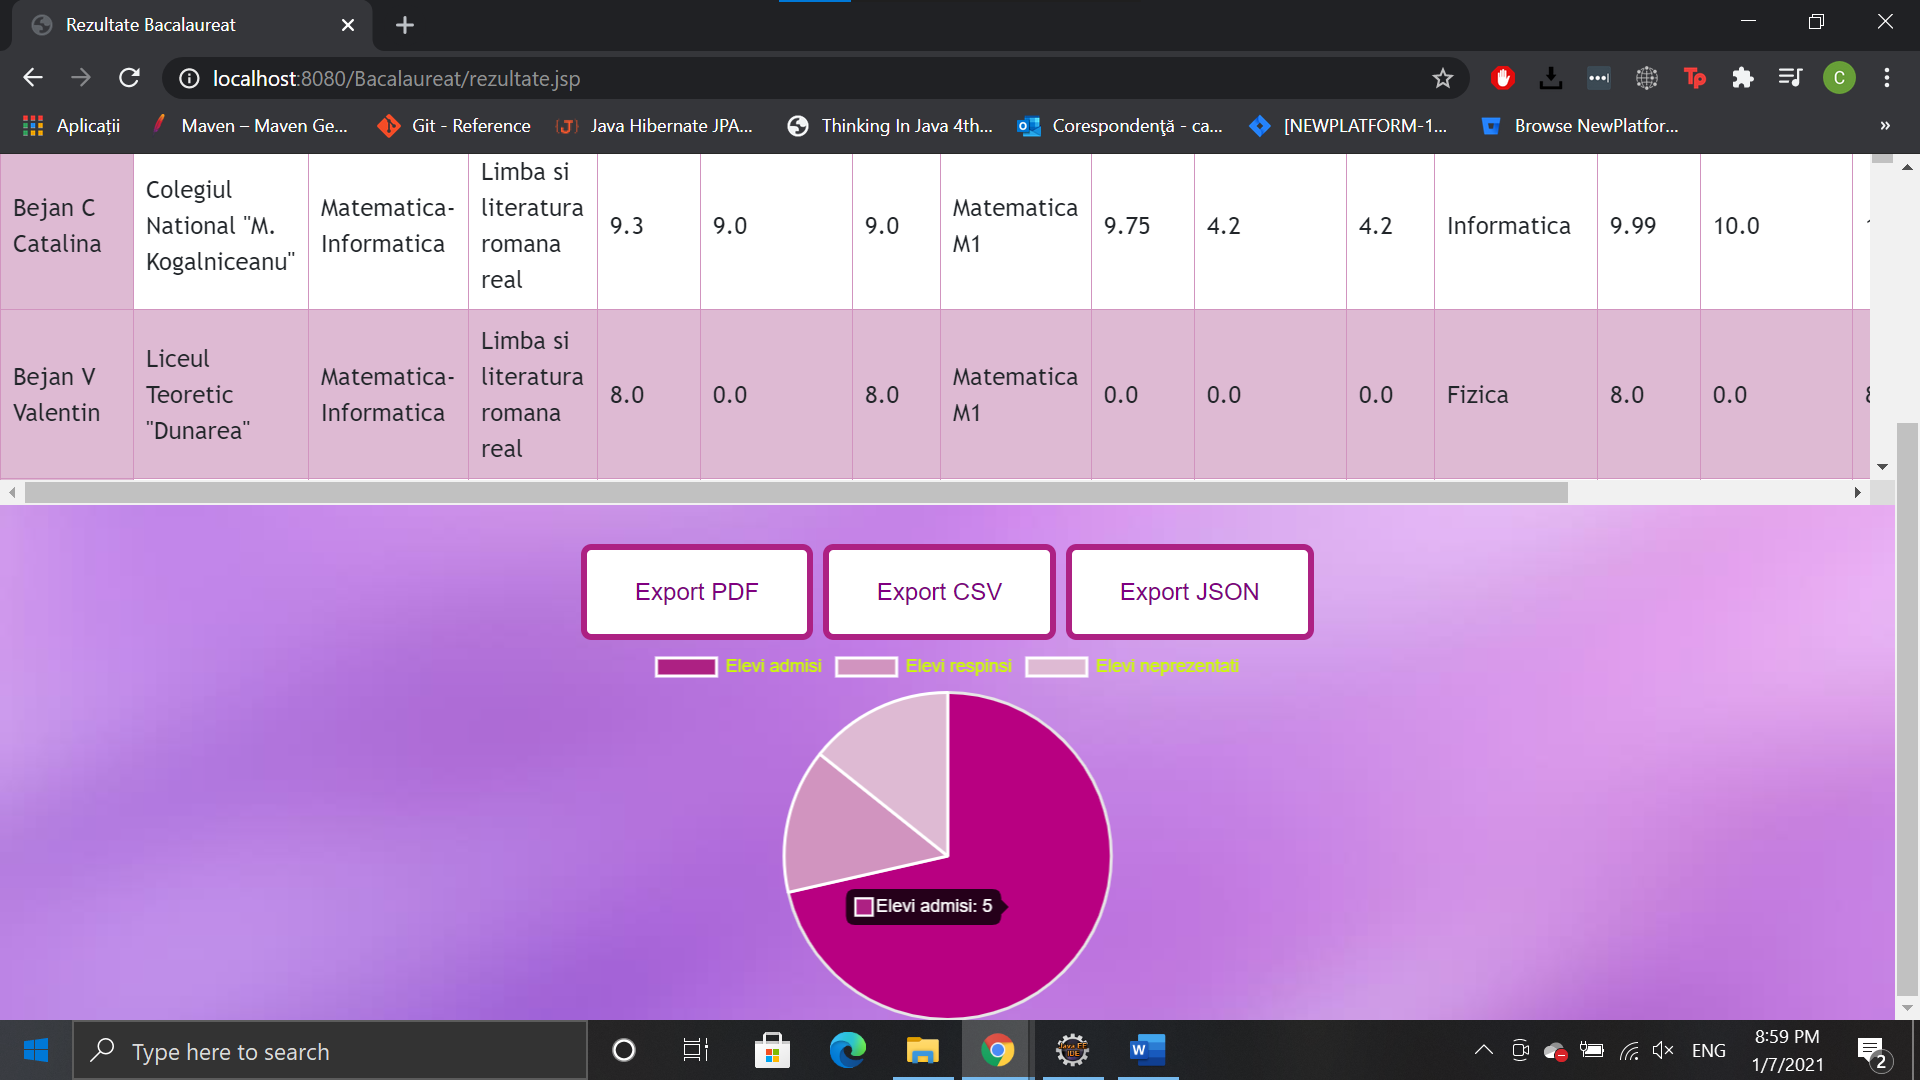 Rezultate Bacalaureat
localhost:8080/Bacalaureat/rezultate.jsp
C
Aplicații
Maven – Maven Ge...
Git - Reference
Java Hibernate JPA...
Thinking In Java 4th...
Corespondenţă - ca...
[NEWPLATFORM-1...
Browse NewPlatfor...
»
Bejan C
Catalina
Colegiul
National "M.
Kogalniceanu"
Matematica-
Informatica
Limba si
literatura
romana
real
9.3
9.0
9.0
Matematica
M1
9.75
4.2
4.2
Informatica
9.99
10.0
Bejan V
Valentin
Liceul
Teoretic
"Dunarea"
Matematica-
Informatica
Limba si
literatura
romana
real
8.0
0.0
8.0
Matematica
M1
0.0
0.0
0.0
Fizica
8.0
0.0
Export PDF
Export CSV
Export JSON
Elevi admisi
Elevi respinsi
Elevi neprezentati
Elevi admisi: 5
Type here to search
ENG
8:59 PM
1/7/2021
2